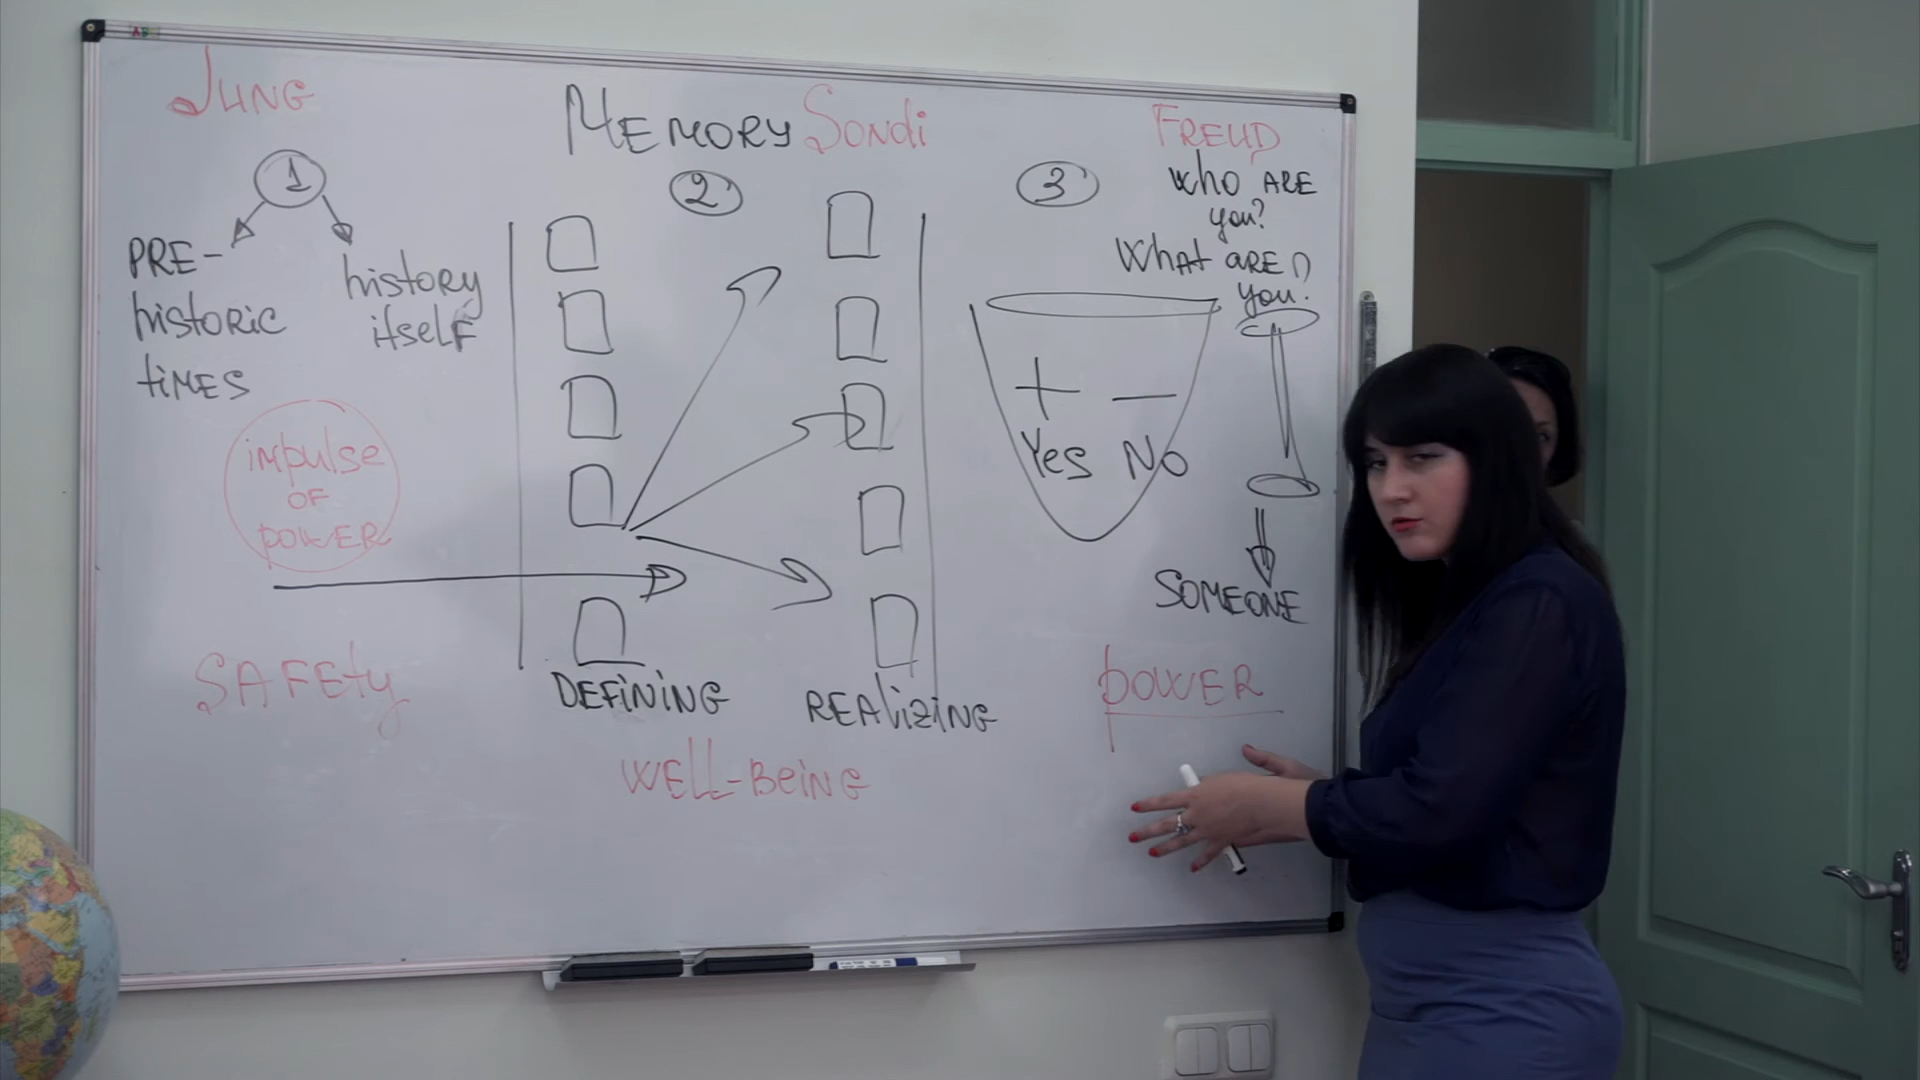 JUNG
MEMORY Sondi
FREUD
1
2
3
PRE-
historic
times
history
itself
impulse
OF
POWER
SAFETY
DEFINING
REALIZING
WELL-BEING
Who ARE
you?
What ARE
you?
+ −
Yes No
SOMEONE
POWER